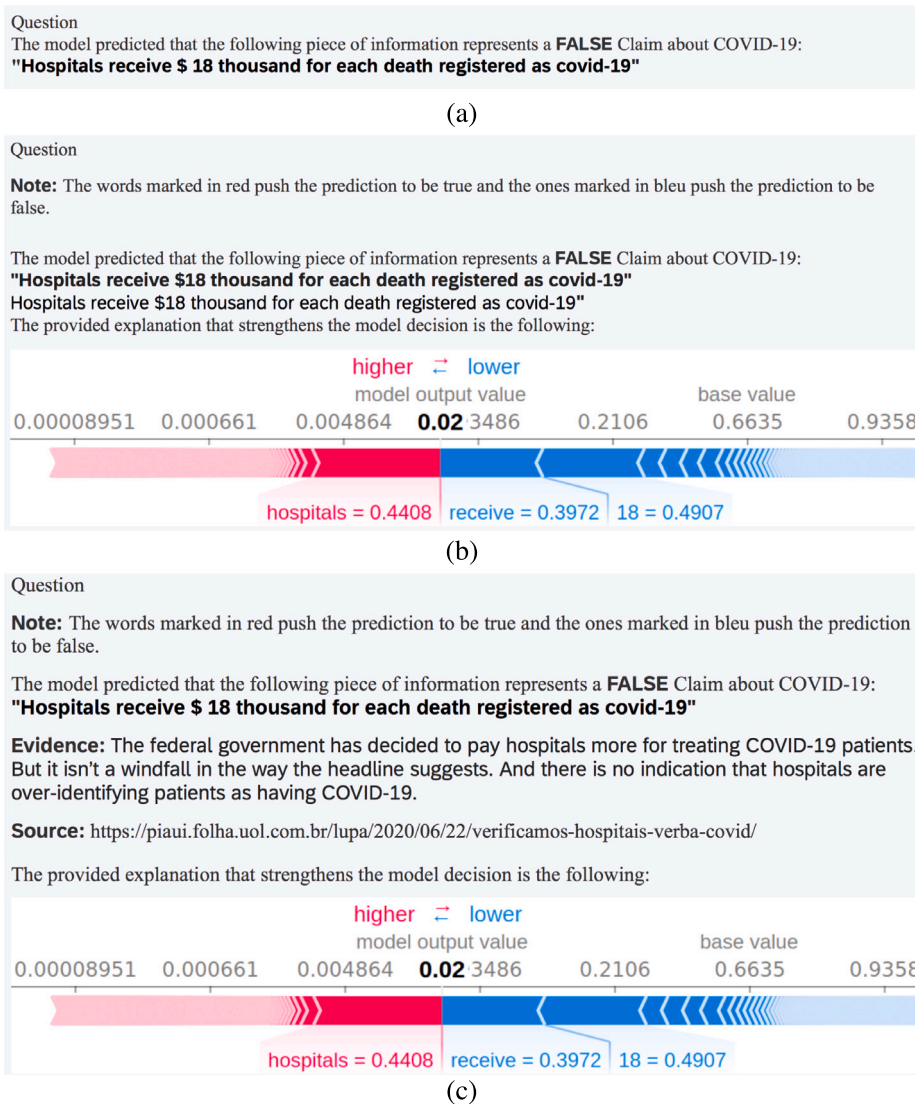 Question
The model predicted that the following piece of information represents a FALSE Claim about COVID-19:
"Hospitals receive $ 18 thousand for each death registered as covid-19"
(a)
Question
Note: The words marked in red push the prediction to be true and the ones marked in bleu push the prediction to be
false.
The model predicted that the following piece of information represents a FALSE Claim about COVID-19:
"Hospitals receive $18 thousand for each death registered as covid-19"
Hospitals receive $18 thousand for each death registered as covid-19"
The provided explanation that strengthens the model decision is the following:
higher ⇄ lower
model output value base value
0.00008951 0.000661 0.004864 0.02 3486 0.2106 0.6635 0.9358
hospitals = 0.4408 receive = 0.3972 18 = 0.4907
(b)
Question
Note: The words marked in red push the prediction to be true and the ones marked in bleu push the prediction
to be false.
The model predicted that the following piece of information represents a FALSE Claim about COVID-19:
"Hospitals receive $ 18 thousand for each death registered as covid-19"
Evidence: The federal government has decided to pay hospitals more for treating COVID-19 patients.
But it isn't a windfall in the way the headline suggests. And there is no indication that hospitals are
over-identifying patients as having COVID-19.
Source: https://piaui.folha.uol.com.br/lupa/2020/06/22/verificamos-hospitais-verba-covid/
The provided explanation that strengthens the model decision is the following:
higher ⇄ lower
model output value base value
0.00008951 0.000661 0.004864 0.02 3486 0.2106 0.6635 0.9358
hospitals = 0.4408 receive = 0.3972 18 = 0.4907
(c)